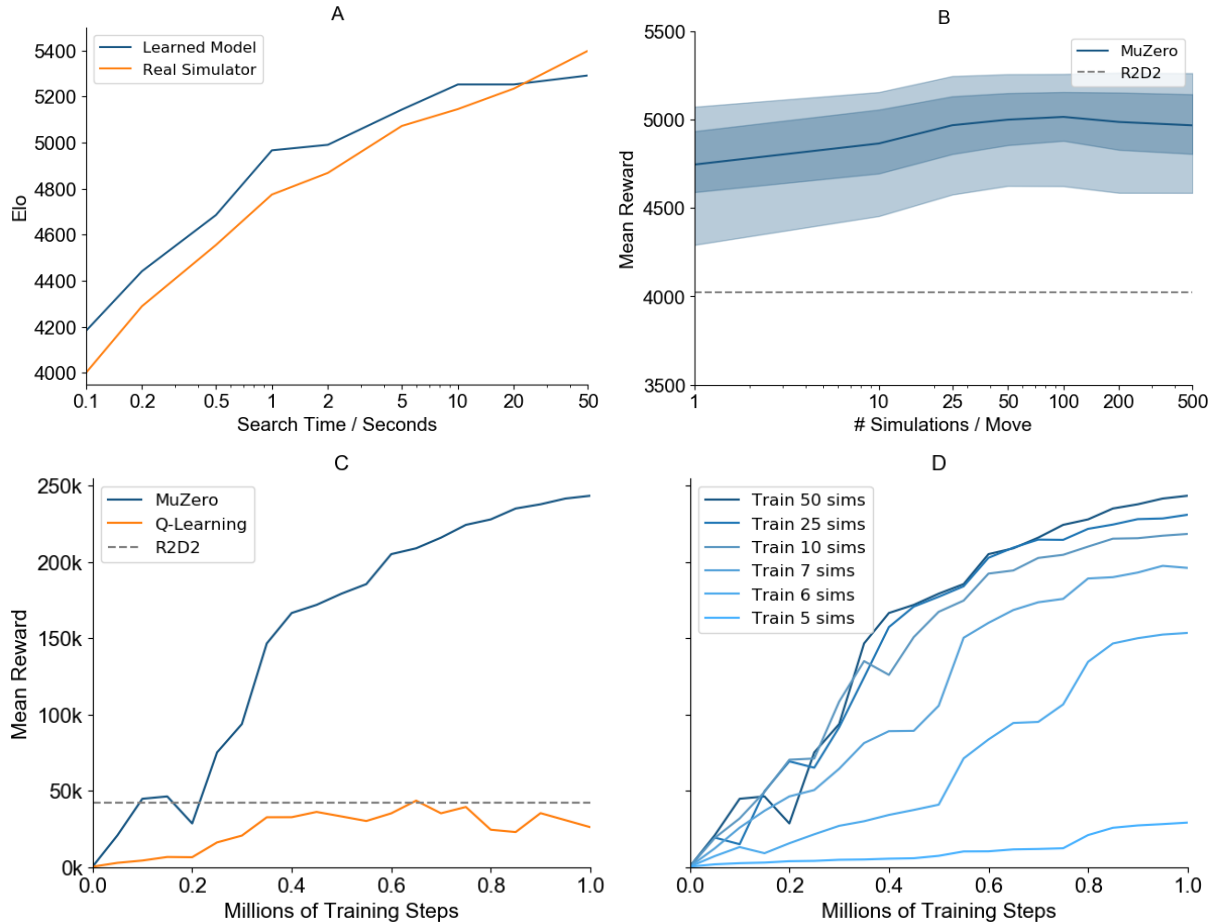 A
Learned Model
Real Simulator
Elo
5400
5200
5000
4800
4600
4400
4200
4000
0.1 0.2 0.5 1 2 5 10 20 50
Search Time / Seconds
B
MuZero
R2D2
Mean Reward
5500
5000
4500
4000
3500
1 10 25 50 100 200 500
# Simulations / Move
C
MuZero
Q-Learning
R2D2
Mean Reward
250k
200k
150k
100k
50k
0k
0.0 0.2 0.4 0.6 0.8 1.0
Millions of Training Steps
D
Train 50 sims
Train 25 sims
Train 10 sims
Train 7 sims
Train 6 sims
Train 5 sims
0.0 0.2 0.4 0.6 0.8 1.0
Millions of Training Steps